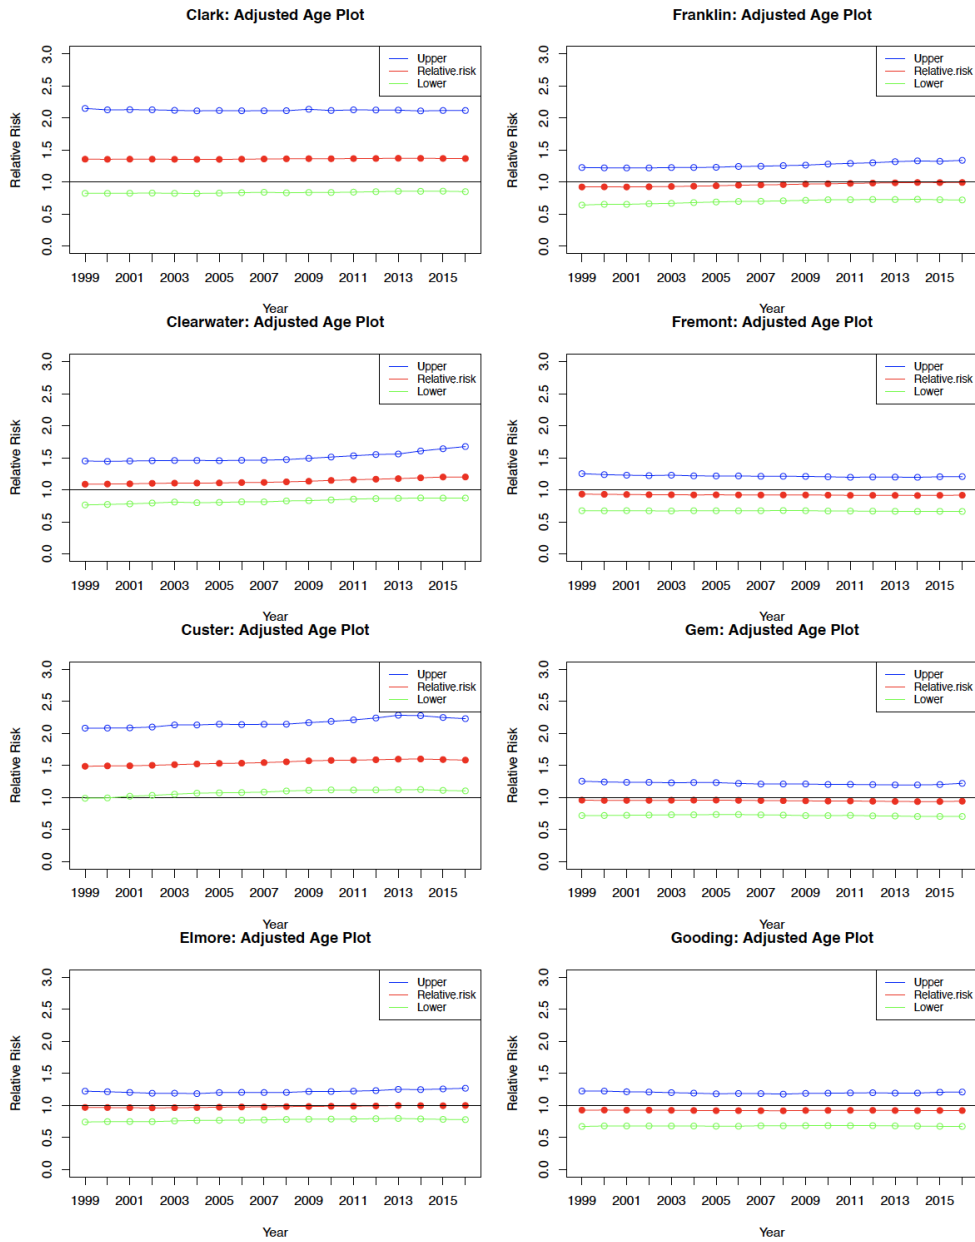 Clark: Adjusted Age Plot
Relative Risk
3.0
2.5
2.0
1.5
1.0
0.5
0.0
Upper
Relative.risk
Lower
1999 2001 2003 2005 2007 2009 2011 2013 2015
Year
Franklin: Adjusted Age Plot
Relative Risk
3.0
2.5
2.0
1.5
1.0
0.5
0.0
Upper
Relative.risk
Lower
1999 2001 2003 2005 2007 2009 2011 2013 2015
Year
Clearwater: Adjusted Age Plot
Relative Risk
3.0
2.5
2.0
1.5
1.0
0.5
0.0
Upper
Relative.risk
Lower
1999 2001 2003 2005 2007 2009 2011 2013 2015
Year
Fremont: Adjusted Age Plot
Relative Risk
3.0
2.5
2.0
1.5
1.0
0.5
0.0
Upper
Relative.risk
Lower
1999 2001 2003 2005 2007 2009 2011 2013 2015
Year
Custer: Adjusted Age Plot
Relative Risk
3.0
2.5
2.0
1.5
1.0
0.5
0.0
Upper
Relative.risk
Lower
1999 2001 2003 2005 2007 2009 2011 2013 2015
Year
Gem: Adjusted Age Plot
Relative Risk
3.0
2.5
2.0
1.5
1.0
0.5
0.0
Upper
Relative.risk
Lower
1999 2001 2003 2005 2007 2009 2011 2013 2015
Year
Elmore: Adjusted Age Plot
Relative Risk
3.0
2.5
2.0
1.5
1.0
0.5
0.0
Upper
Relative.risk
Lower
1999 2001 2003 2005 2007 2009 2011 2013 2015
Year
Gooding: Adjusted Age Plot
Relative Risk
3.0
2.5
2.0
1.5
1.0
0.5
0.0
Upper
Relative.risk
Lower
1999 2001 2003 2005 2007 2009 2011 2013 2015
Year